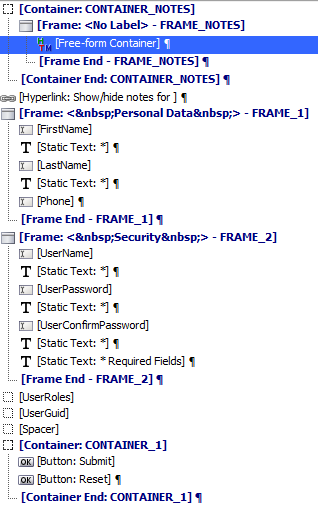 [Container: CONTAINER_NOTES]
[Frame: <No Label> - FRAME_NOTES]
[Free-form Container] ¶
[Frame End - FRAME_NOTES] ¶
[Container End: CONTAINER_NOTES] ¶
[Hyperlink: Show/hide notes for ] ¶
[Frame: <&nbsp;Personal Data&nbsp;> - FRAME_1]
[FirstName]
[Static Text: *] ¶
[LastName]
[Static Text: *] ¶
[Phone] ¶
[Frame End - FRAME_1] ¶
[Frame: <&nbsp;Security&nbsp;> - FRAME_2]
[UserName]
[Static Text: *] ¶
[UserPassword]
[Static Text: *] ¶
[UserConfirmPassword]
[Static Text: *] ¶
[Static Text: * Required Fields] ¶
[Frame End - FRAME_2] ¶
[UserRoles]
[UserGuid]
[Spacer]
[Container: CONTAINER_1]
OK [Button: Submit]
OK [Button: Reset] ¶
[Container End: CONTAINER_1] ¶